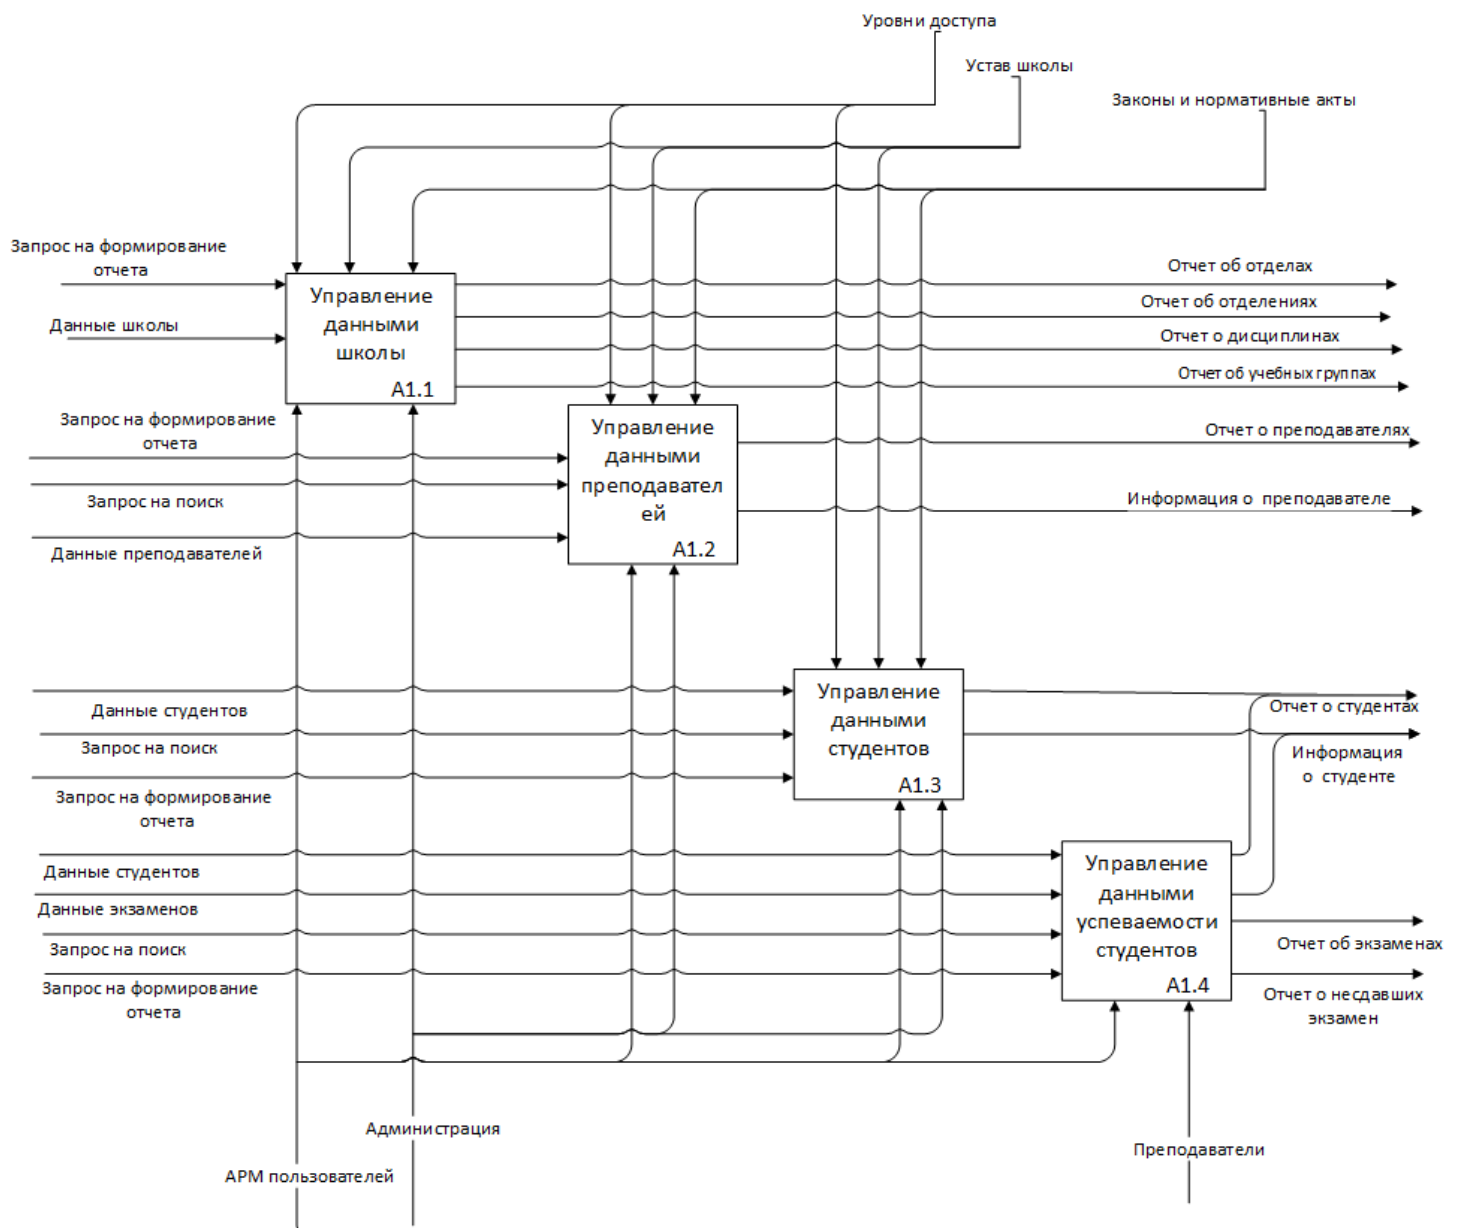 Уровни доступа
Устав школы
Законы и нормативные акты
Запрос на формирование
отчета
Данные школы
Управление
данными
школы
А1.1
Отчет об отделах
Отчет об отделениях
Отчет о дисциплинах
Отчет об учебных группах
Запрос на формирование
отчета
Запрос на поиск
Данные преподавателей
Управление
данными
преподавател
ей
А1.2
Отчет о преподавателях
Информация о преподавателе
Данные студентов
Запрос на поиск
Запрос на формирование
отчета
Управление
данными
студентов
А1.3
Отчет о студентах
Информация
о студенте
Данные студентов
Данные экзаменов
Запрос на поиск
Запрос на формирование
отчета
Управление
данными
успеваемости
студентов
А1.4
Отчет об экзаменах
Отчет о несдавших
экзамен
Администрация
Преподаватели
АРМ пользователей